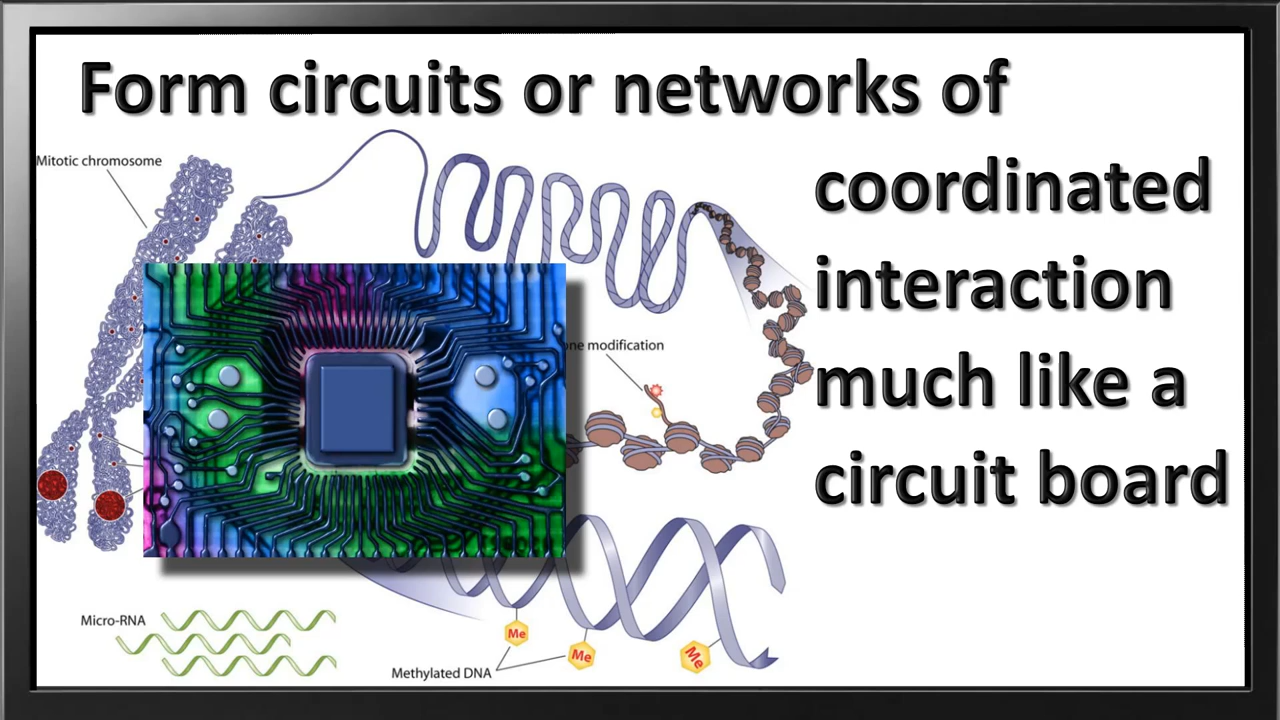 Form circuits or networks of
coordinated
interaction
much like a
circuit board
Mitotic chromosome
modification
Micro-RNA
Methylated DNA
Me
Me
Me